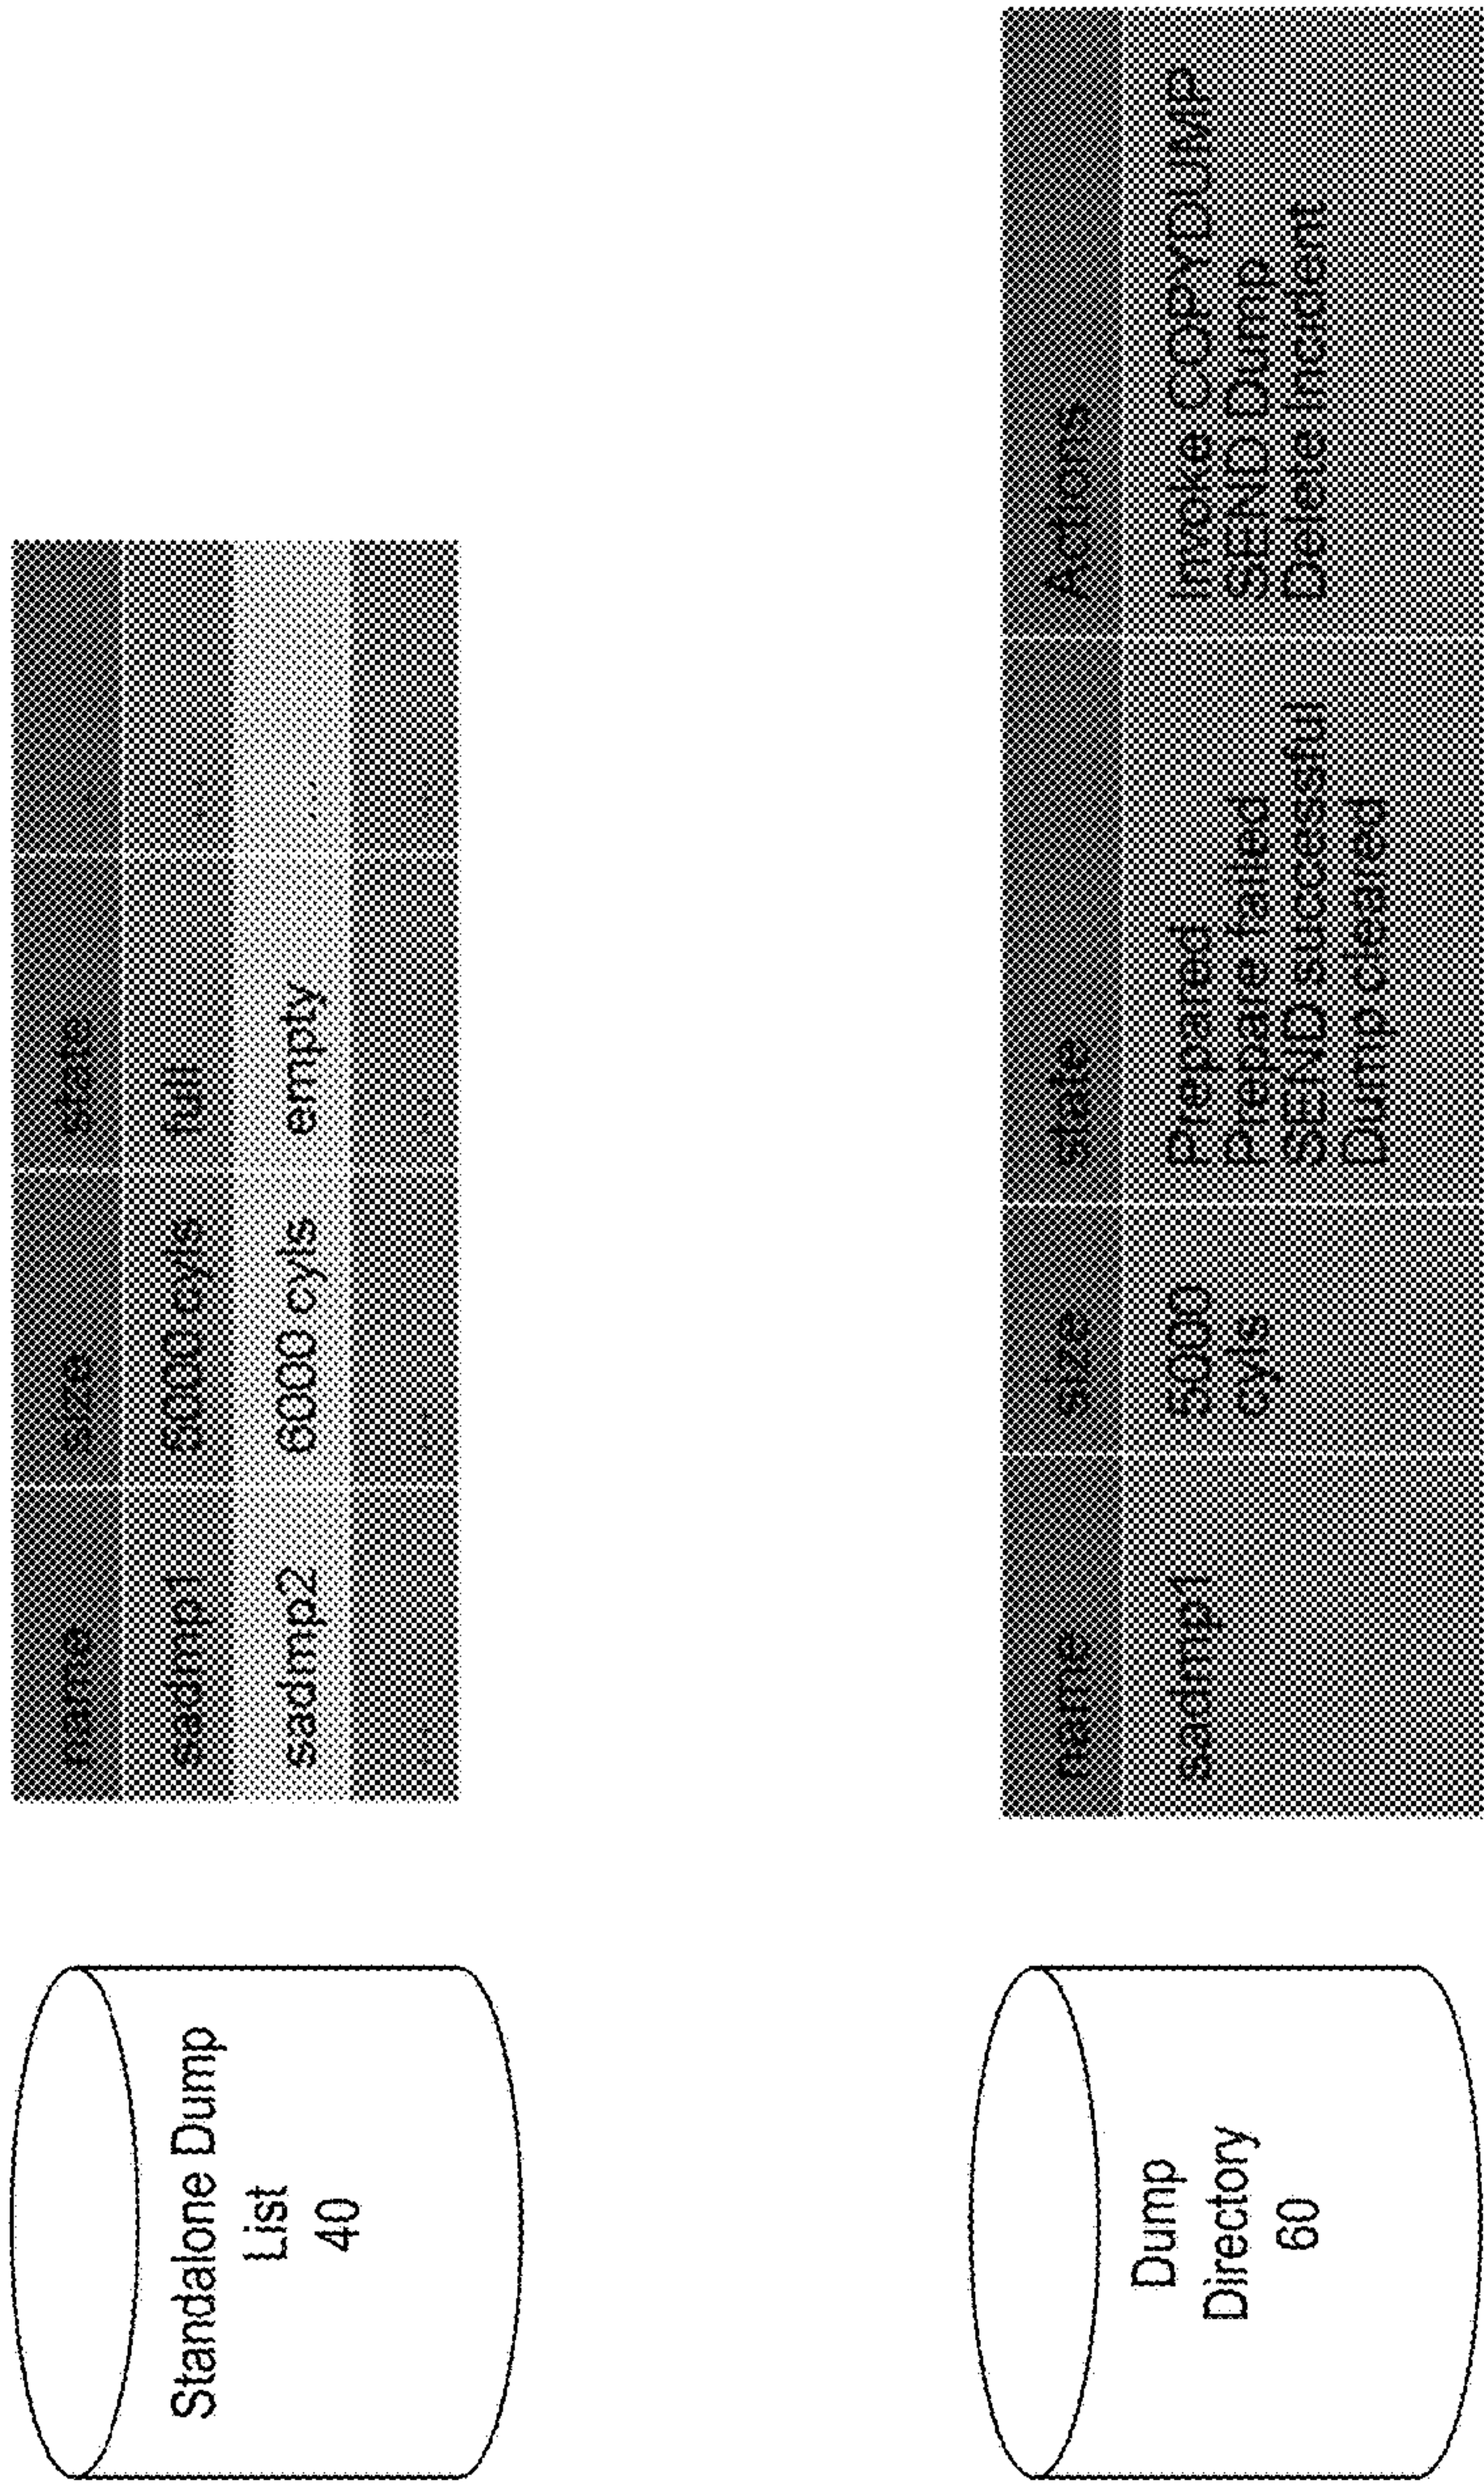 Standalone Dump
List
40
name size state
sadmp1 5000 cyls full
sadmp2 6000 cyls empty
Dump
Directory
60
name size state Actions
sadmp1 5000 cyls
Prepared
Prepare failed
SEND successful
Dump cleared
Invoke COPYDUMP
SEND Dump
Delete Incident